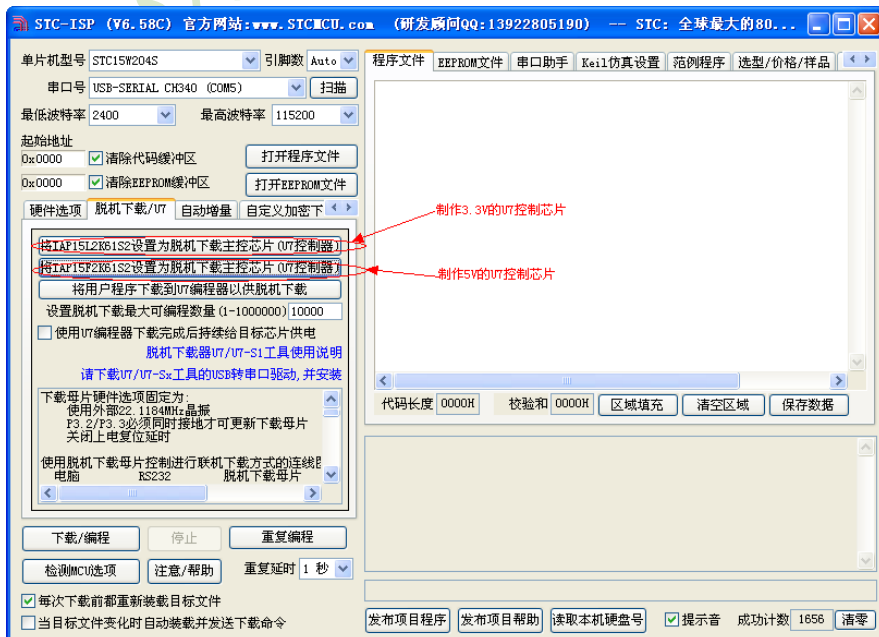 STC-ISP (V6.58C) 官方网站:www.STCMCU.com (研发顾问QQ:13922805190) -- STC: 全球最大的80...
单片机型号 STC15W204S 引脚数 Auto
串口号 USB-SERIAL CH340 (COM5) 扫描
最低波特率 2400 最高波特率 115200
起始地址
0x0000 清除代码缓冲区 打开程序文件
0x0000 清除EEPROM缓冲区 打开EEPROM文件
硬件选项 脱机下载/U7 自动增量 自定义加密下
将IAP15L2K61S2设置为脱机下载主控芯片(U7控制器)
将IAP15F2K61S2设置为脱机下载主控芯片(U7控制器)
将用户程序下载到U7编程器以供脱机下载
设置脱机下载最大可编程数量(1-1000000) 10000
使用U7编程器下载完成后持续给目标芯片供电
脱机下载器U7/U7-S1工具使用说明
请下载U7/U7-Sx工具的USB转串口驱动,并安装
下载母片硬件选项固定为:
使用外部22.1184MHz晶振
P3.2/P3.3必须同时接地才可更新下载母片
关闭上电复位延时
使用脱机下载母片控制进行联机下载方式的连线
电脑 RS232 脱机下载母片
下载/编程 停止 重复编程
检测MCU选项 注意/帮助 重复延时 1 秒
每次下载前都重新装载目标文件
当目标文件变化时自动装载并发送下载命令
程序文件 EEPROM文件 串口助手 Keil仿真设置 范例程序 选型/价格/样品
制作3.3V的U7控制芯片
制作5V的U7控制芯片
代码长度 0000H 校验和 0000H 区域填充 清空区域 保存数据
发布项目程序 发布项目帮助 读取本机硬盘号 提示音 成功计数 1656 清零